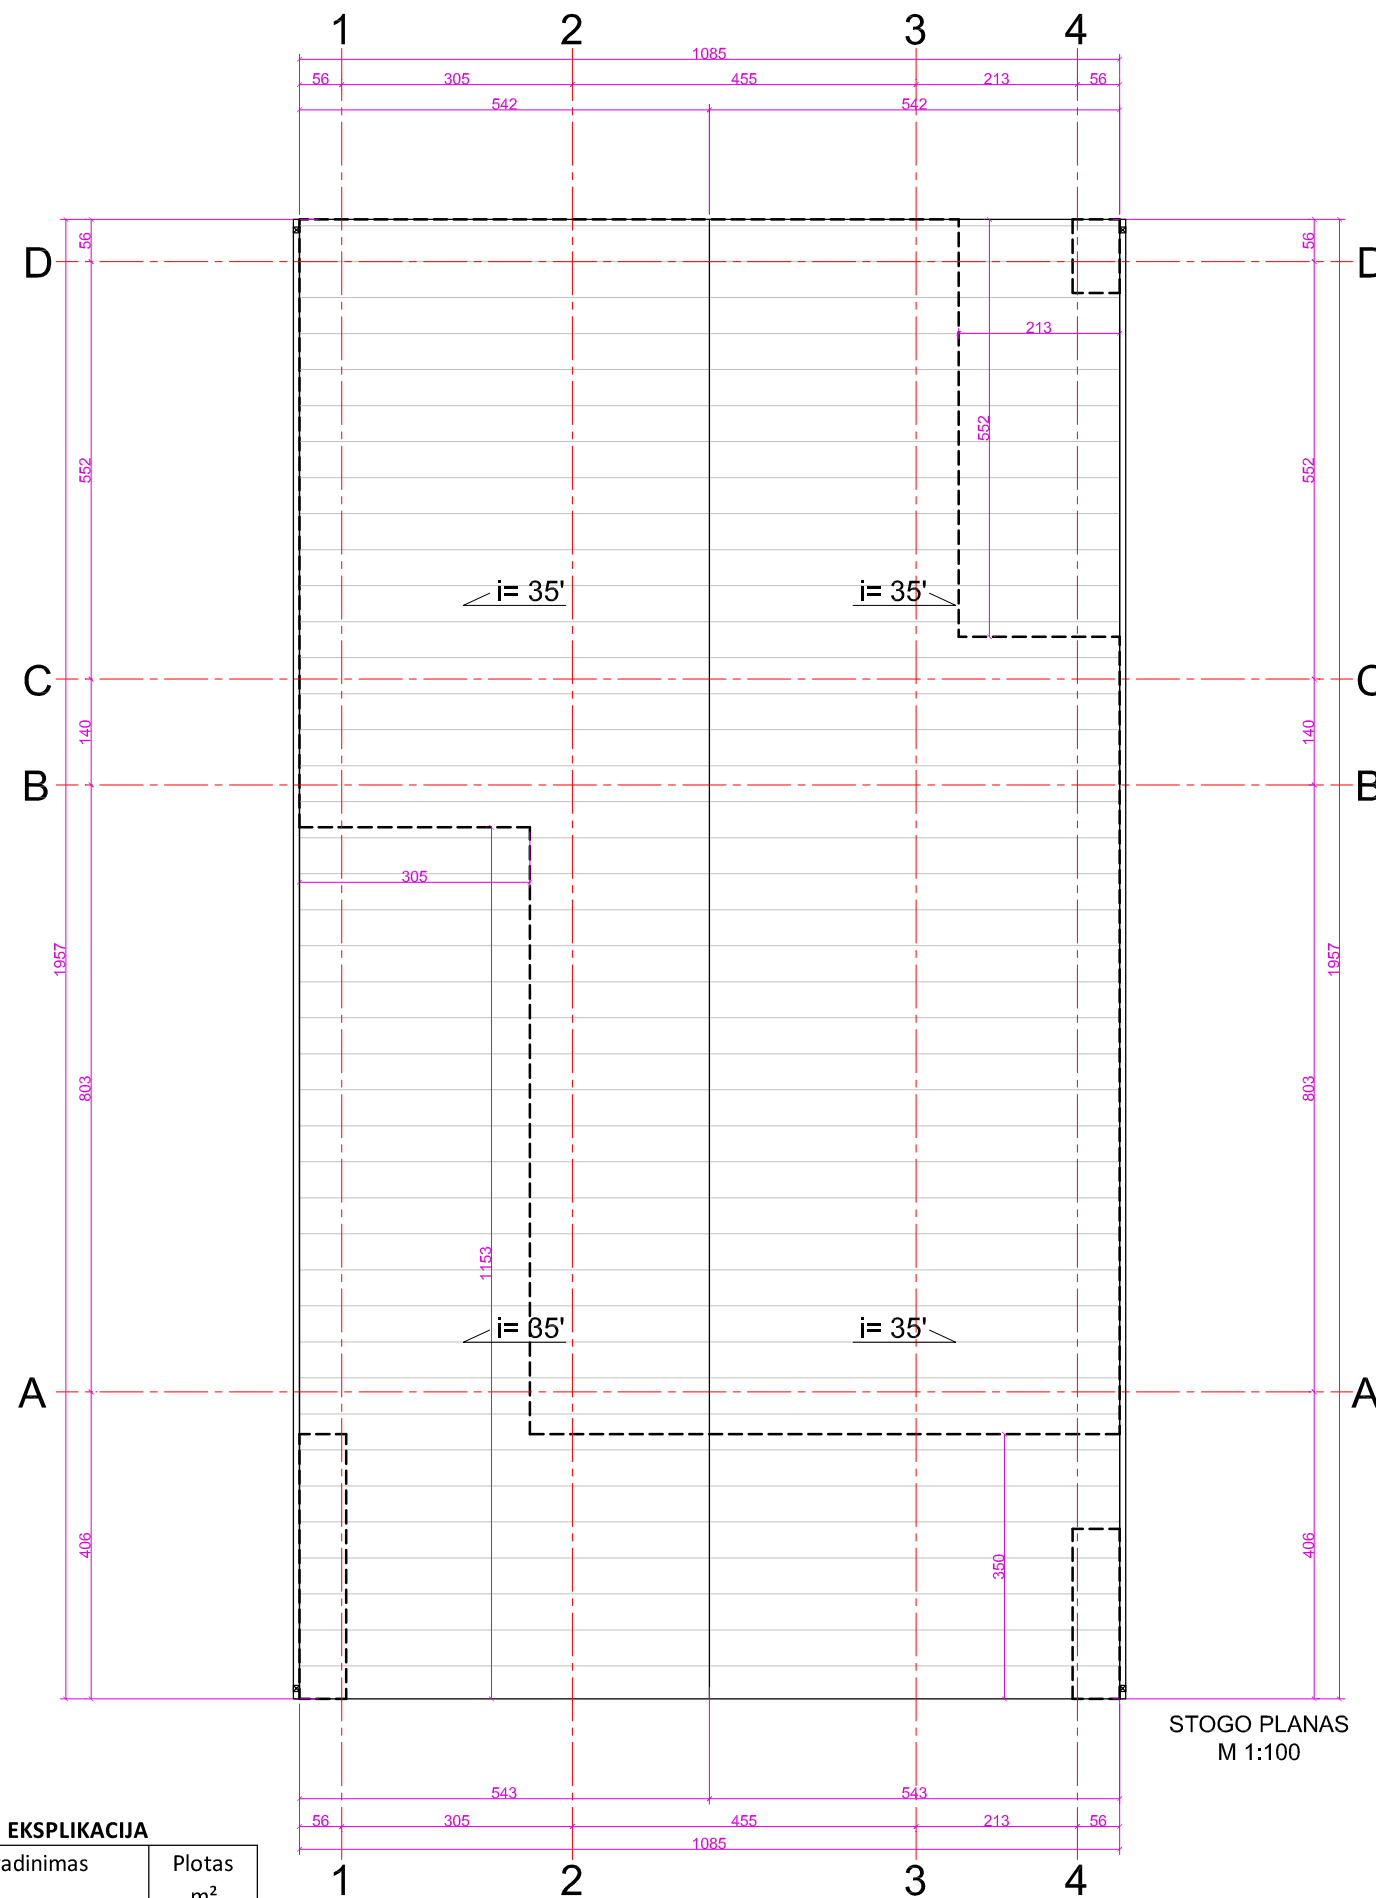 1 2 3 4
1085
56 305 455 213 56
542 542
56 56
D D
213
552 552 552
i= 35' i= 35'
C C
140 140
B B
305
1957 1957
803 803
1153
i= 35' i= 35'
A A
406 350 406
STOGO PLANAS
M 1:100
543 543
56 305 455 213 56
EKSPLIKACIJA
1085
adinimas Plotas
1 2 3 4
m²